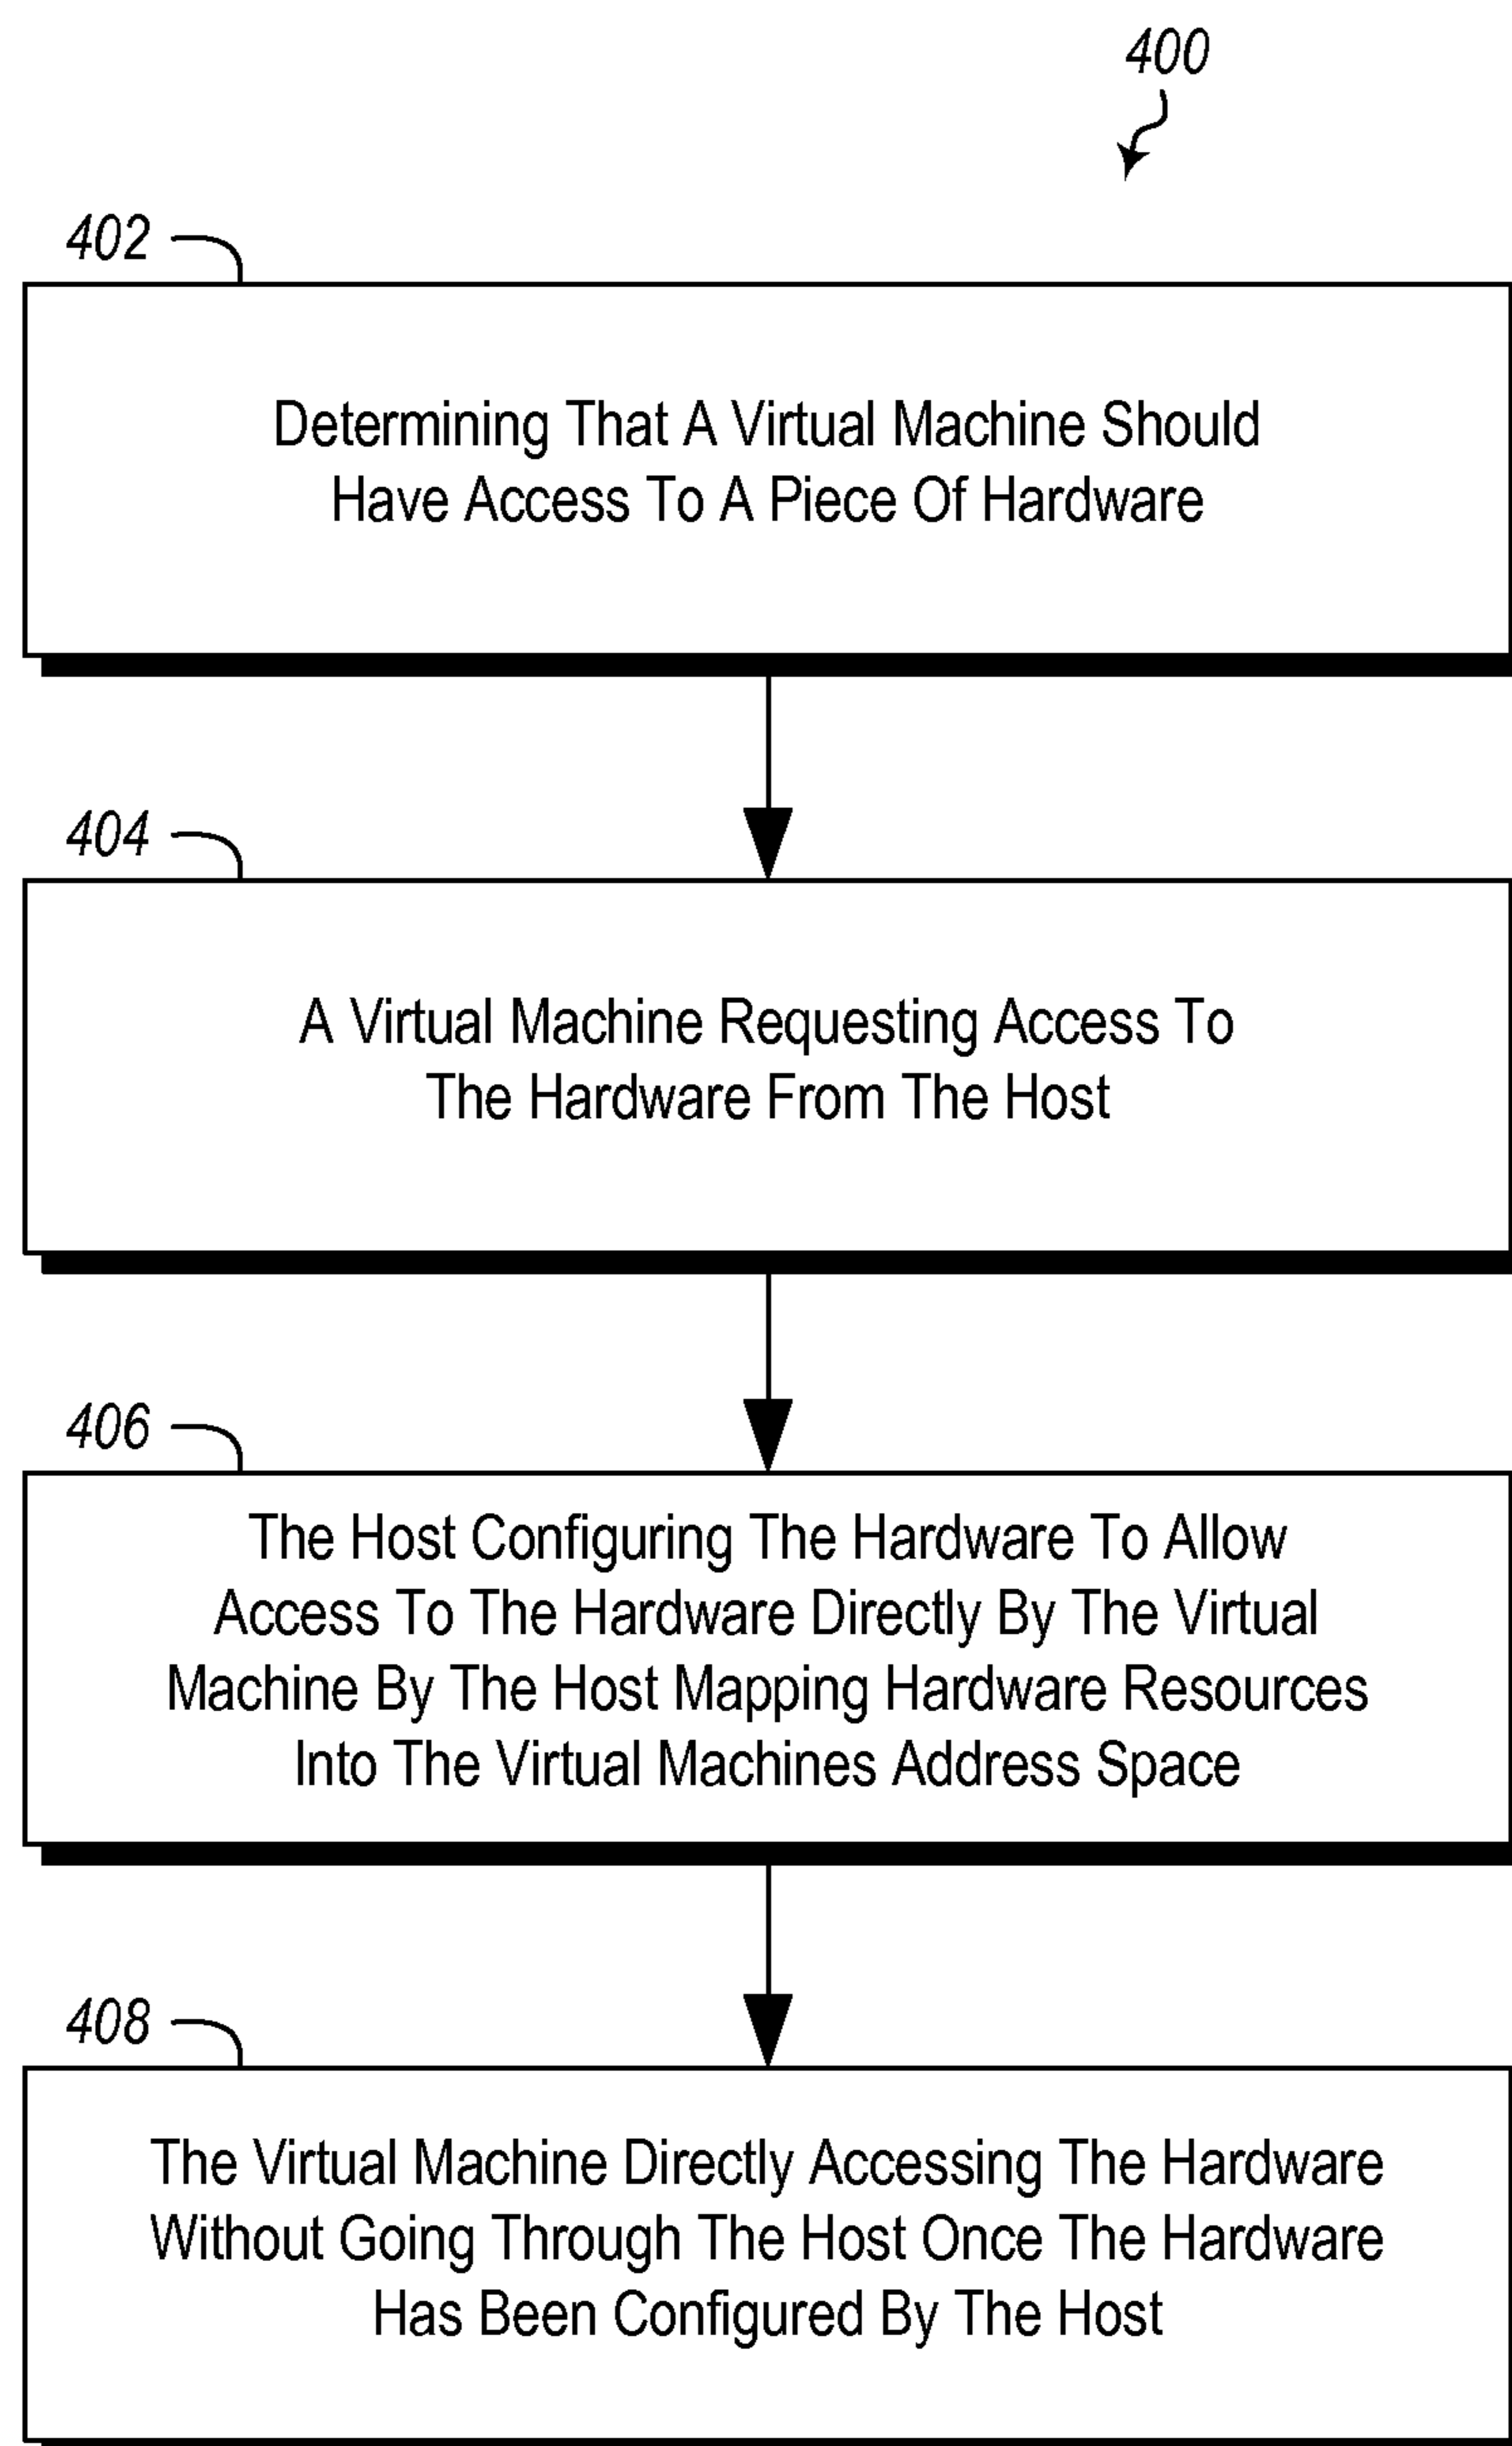 400
402
Determining That A Virtual Machine Should
Have Access To A Piece Of Hardware
404
A Virtual Machine Requesting Access To
The Hardware From The Host
406
The Host Configuring The Hardware To Allow
Access To The Hardware Directly By The Virtual
Machine By The Host Mapping Hardware Resources
Into The Virtual Machines Address Space
408
The Virtual Machine Directly Accessing The Hardware
Without Going Through The Host Once The Hardware
Has Been Configured By The Host